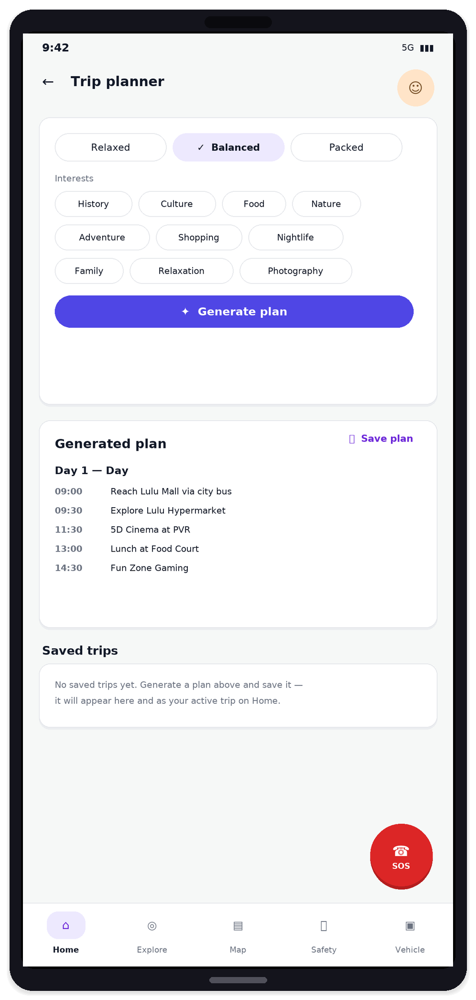 9:42 5G
← Trip planner
Relaxed ✓ Balanced Packed
Interests
History Culture Food Nature
Adventure Shopping Nightlife
Family Relaxation Photography
✦ Generate plan
Generated plan Save plan
Day 1 — Day
09:00 Reach Lulu Mall via city bus
09:30 Explore Lulu Hypermarket
11:30 5D Cinema at PVR
13:00 Lunch at Food Court
14:30 Fun Zone Gaming
Saved trips
No saved trips yet. Generate a plan above and save it —
it will appear here and as your active trip on Home.
SOS
Home Explore Map Safety Vehicle